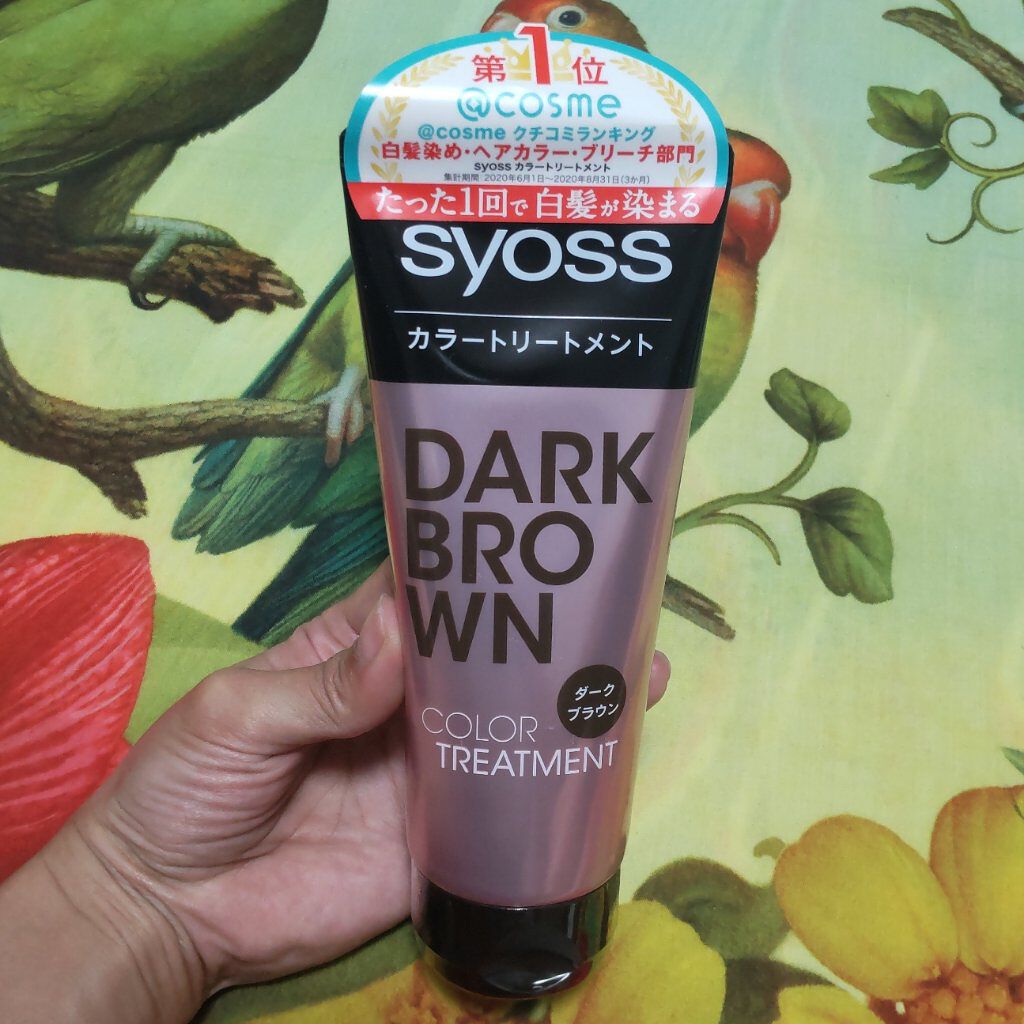 第1位
@cosme
@cosme クチコミランキング
白髪染め・ヘアカラー・ブリーチ部門
syoss カラートリートメント
集計期間 2020年6月1日〜2020年8月31日(3か月)
たった1回で白髪が染まる
syoss
カラートリートメント
DARK
BRO
WN
ダーク
ブラウン
COLOR
TREATMENT